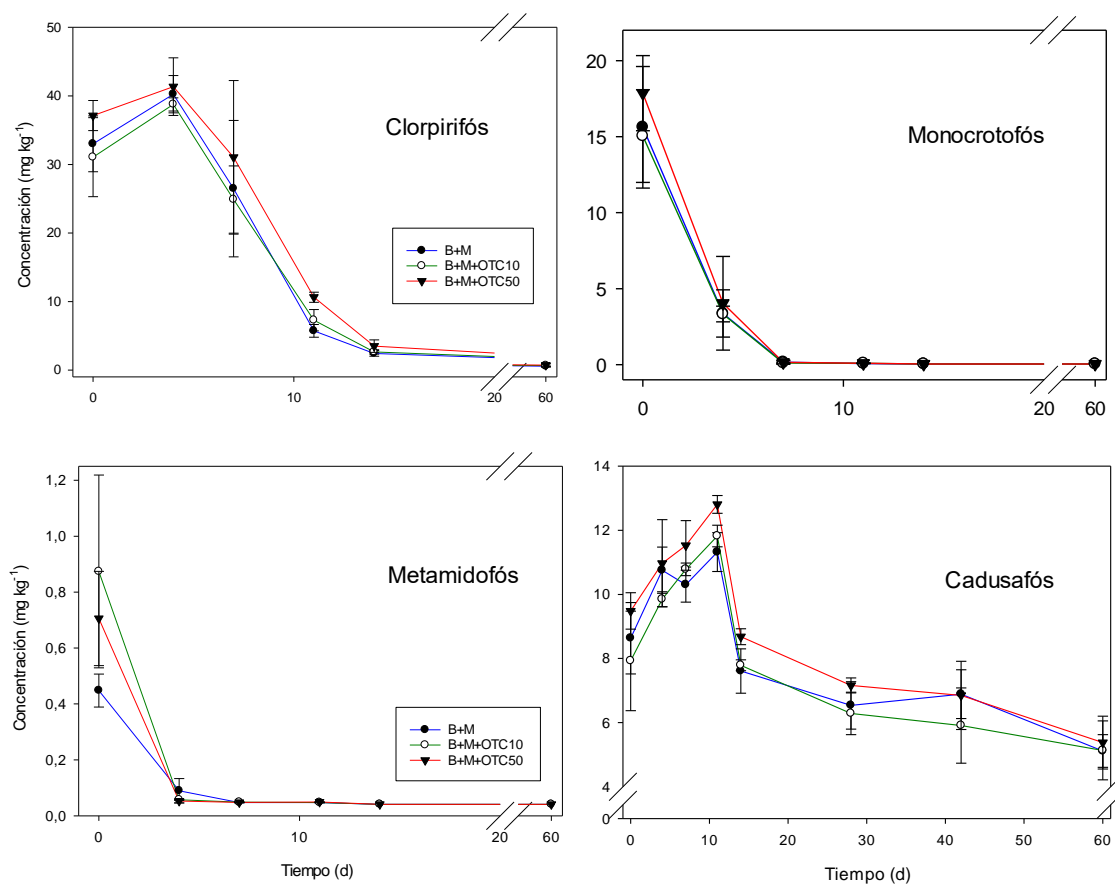 Clorpirifós
Concentración (mg kg-1)
50
40
30
20
10
0
B+M
B+M+OTC10
B+M+OTC50
0
10
20
60
Monocrotofós
20
15
10
5
0
0
10
20
60
Tiempo (d)
Metamidofós
Concentración (mg kg-1)
1,2
1,0
0,8
0,6
0,4
0,2
0,0
B+M
B+M+OTC10
B+M+OTC50
0
10
20
60
Tiempo (d)
Cadusafós
14
12
10
8
6
4
0
0
10
20
30
40
50
60
Tiempo (d)